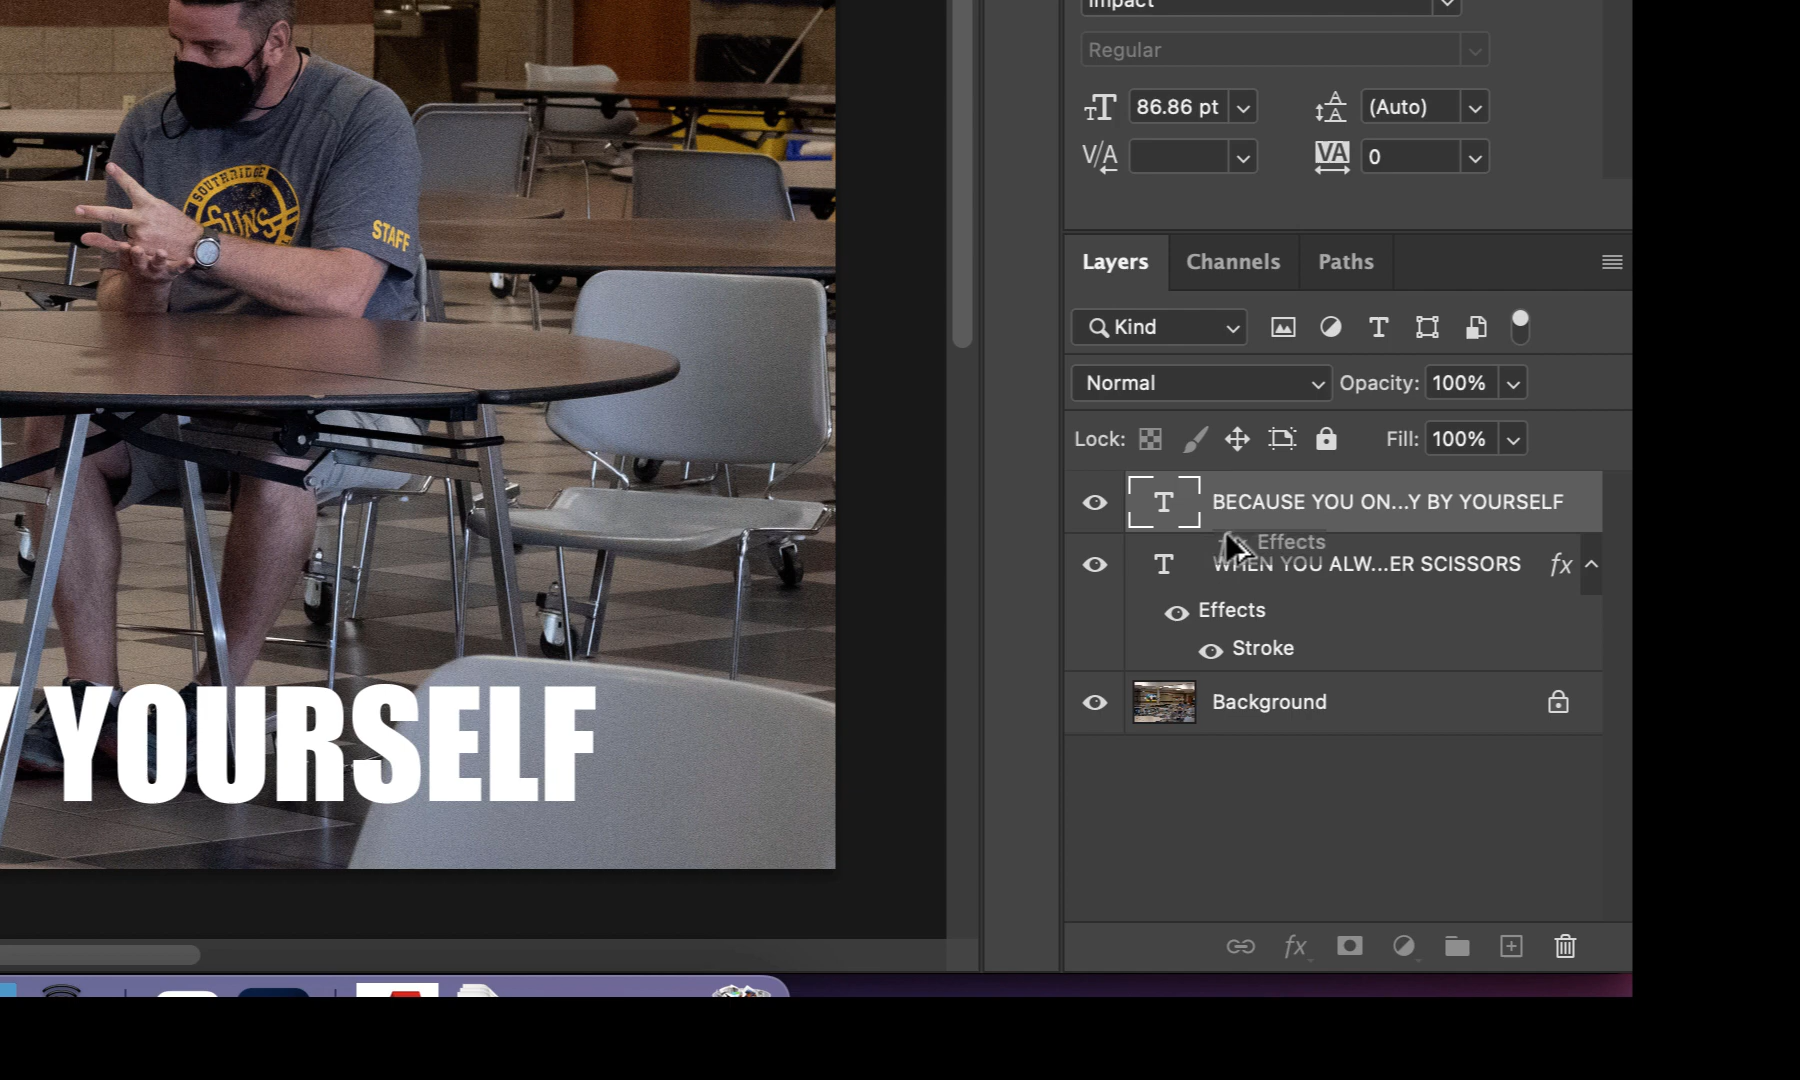 Impact
Regular
86.86 pt
(Auto)
0
SOUTHRIDGE
SUNS
STAFF
Layers
Channels
Paths
Kind
Normal
Opacity: 100%
Lock:
Fill: 100%
BECAUSE YOU ON...Y BY YOURSELF
Effects
WHEN YOU ALW...ER SCISSORS
fx
Effects
Stroke
YOURSELF
Background
fx